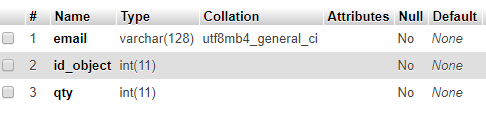 # Name Type Collation Attributes Null Default
1 email varchar(128) utf8mb4_general_ci No None
2 id_object int(11) No None
3 qty int(11) No None